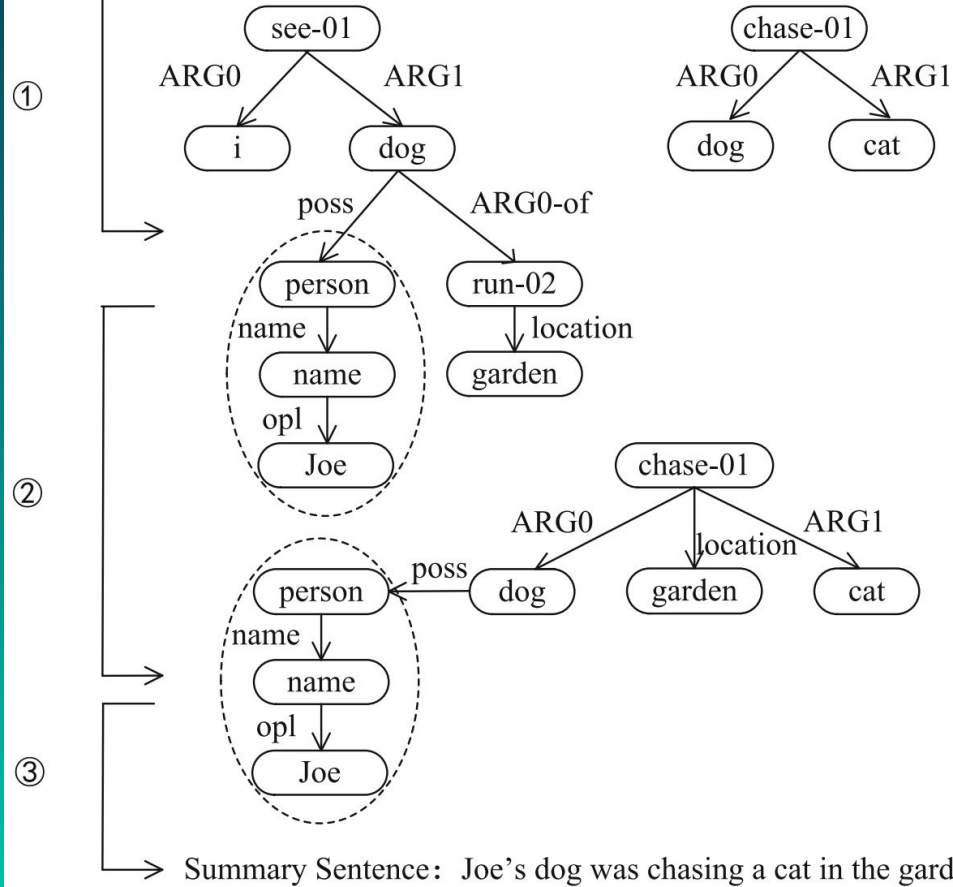 see-01 chase-01
ARG0 ARG1 ARG0 ARG1
①
i dog dog cat
poss ARG0-of
person run-02
name location
name garden
opl
Joe chase-01
②
ARG0 location ARG1
poss
person dog garden cat
name
name
opl
③ Joe
Summary Sentence: Joe's dog was chasing a cat in the gard